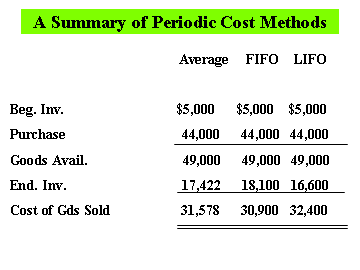 A Summary of Periodic Cost Methods
Average FIFO LIFO
Beg. Inv. $5,000 $5,000 $5,000
Purchase 44,000 44,000 44,000
Goods Avail. 49,000 49,000 49,000
End. Inv. 17,422 18,100 16,600
Cost of Gds Sold 31,578 30,900 32,400